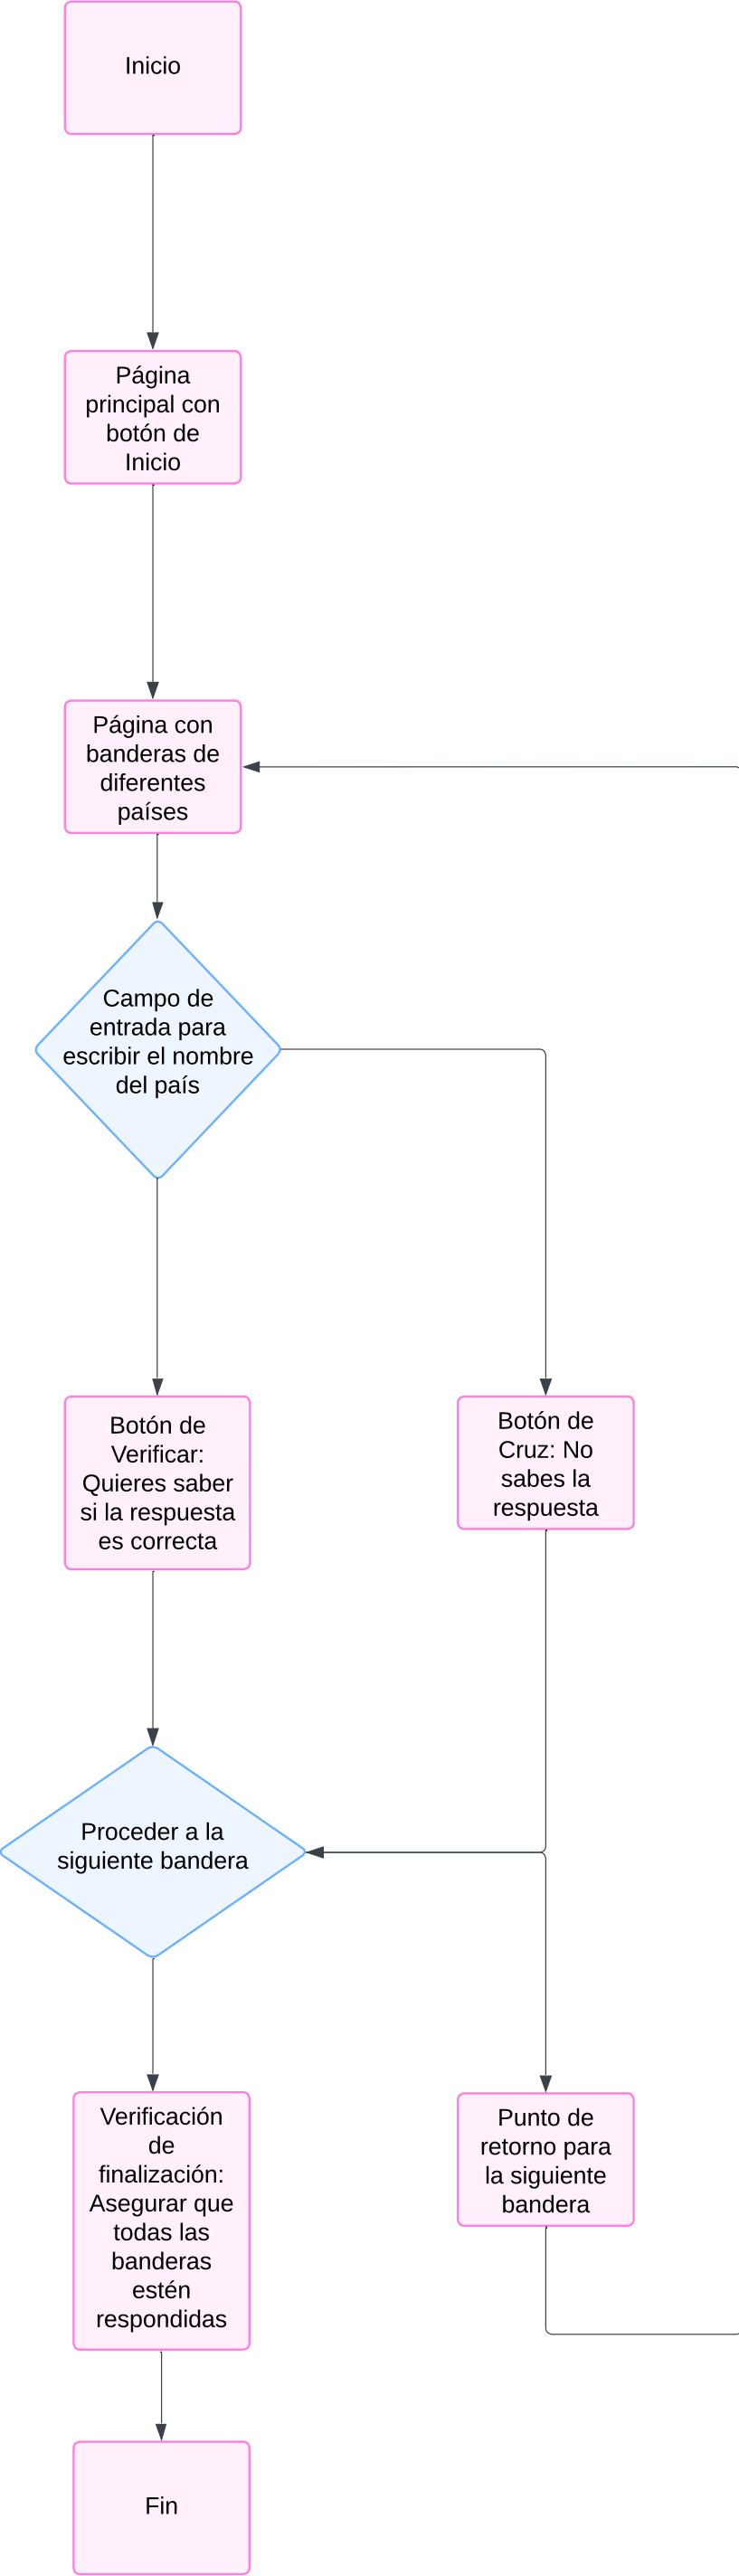 Inicio
Página
principal con
botón de
Inicio
Página con
banderas de
diferentes
países
Campo de
entrada para
escribir el nombre
del país
Botón de
Verificar:
Quieres saber
si la respuesta
es correcta
Botón de
Cruz: No
sabes la
respuesta
Proceder a la
siguiente bandera
Verificación
de
finalización:
Asegurar que
todas las
banderas
estén
respondidas
Punto de
retorno para
la siguiente
bandera
Fin